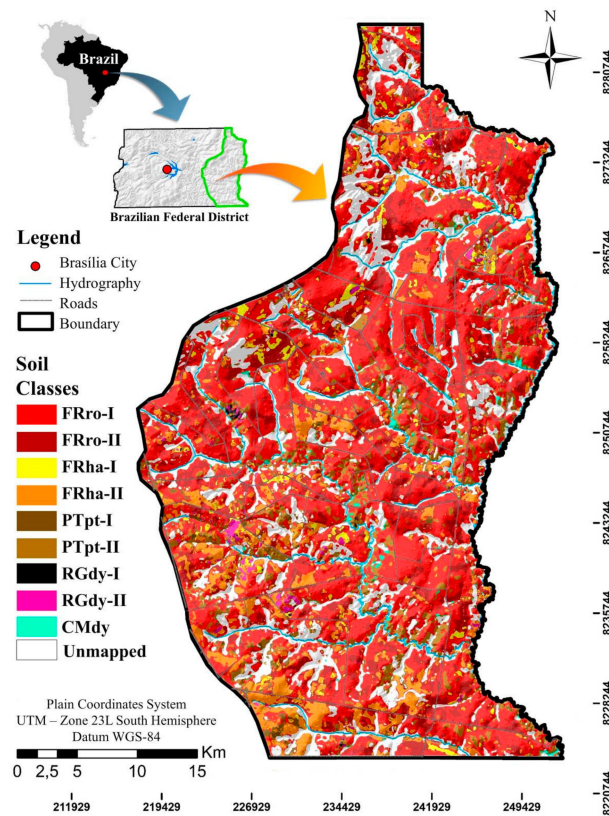 Brazil
N
Brazilian Federal District
Legend
Brasília City
Hydrography
Roads
Boundary
Soil
Classes
FRro-I
FRro-II
FRha-I
FRha-II
PTpt-I
PTpt-II
RGdy-I
RGdy-II
CMdy
Unmapped
Plain Coordinates System
UTM – Zone 23L South Hemisphere
Datum WGS-84
Km
0 2,5 5 10 15
8280744
8273244
8265744
8258244
8250744
8243244
8235744
8228244
8220744
211929 219429 226929 234429 241929 249429